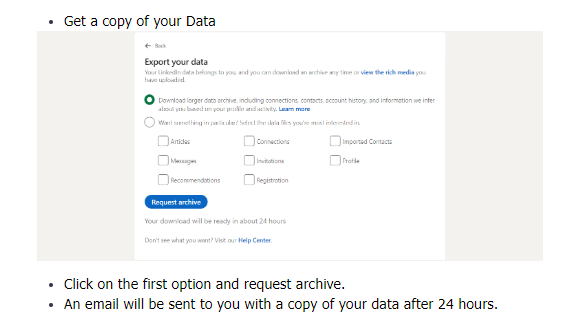 Get a copy of your Data
Back
Export your data
Your LinkedIn data belongs to you, and you can download an archive any time or view the rich media you
have uploaded.
Download larger data archive, including connections, contacts, account history, and information we infer
about you based on your profile and activity. Learn more
Want something in particular? Select the data files you're most interested in.
Articles Connections Imported Contacts
Messages Invitations Profile
Recommendations Registration
Request archive
Your download will be ready in about 24 hours
Don't see what you want? Visit our Help Center.
Click on the first option and request archive.
An email will be sent to you with a copy of your data after 24 hours.